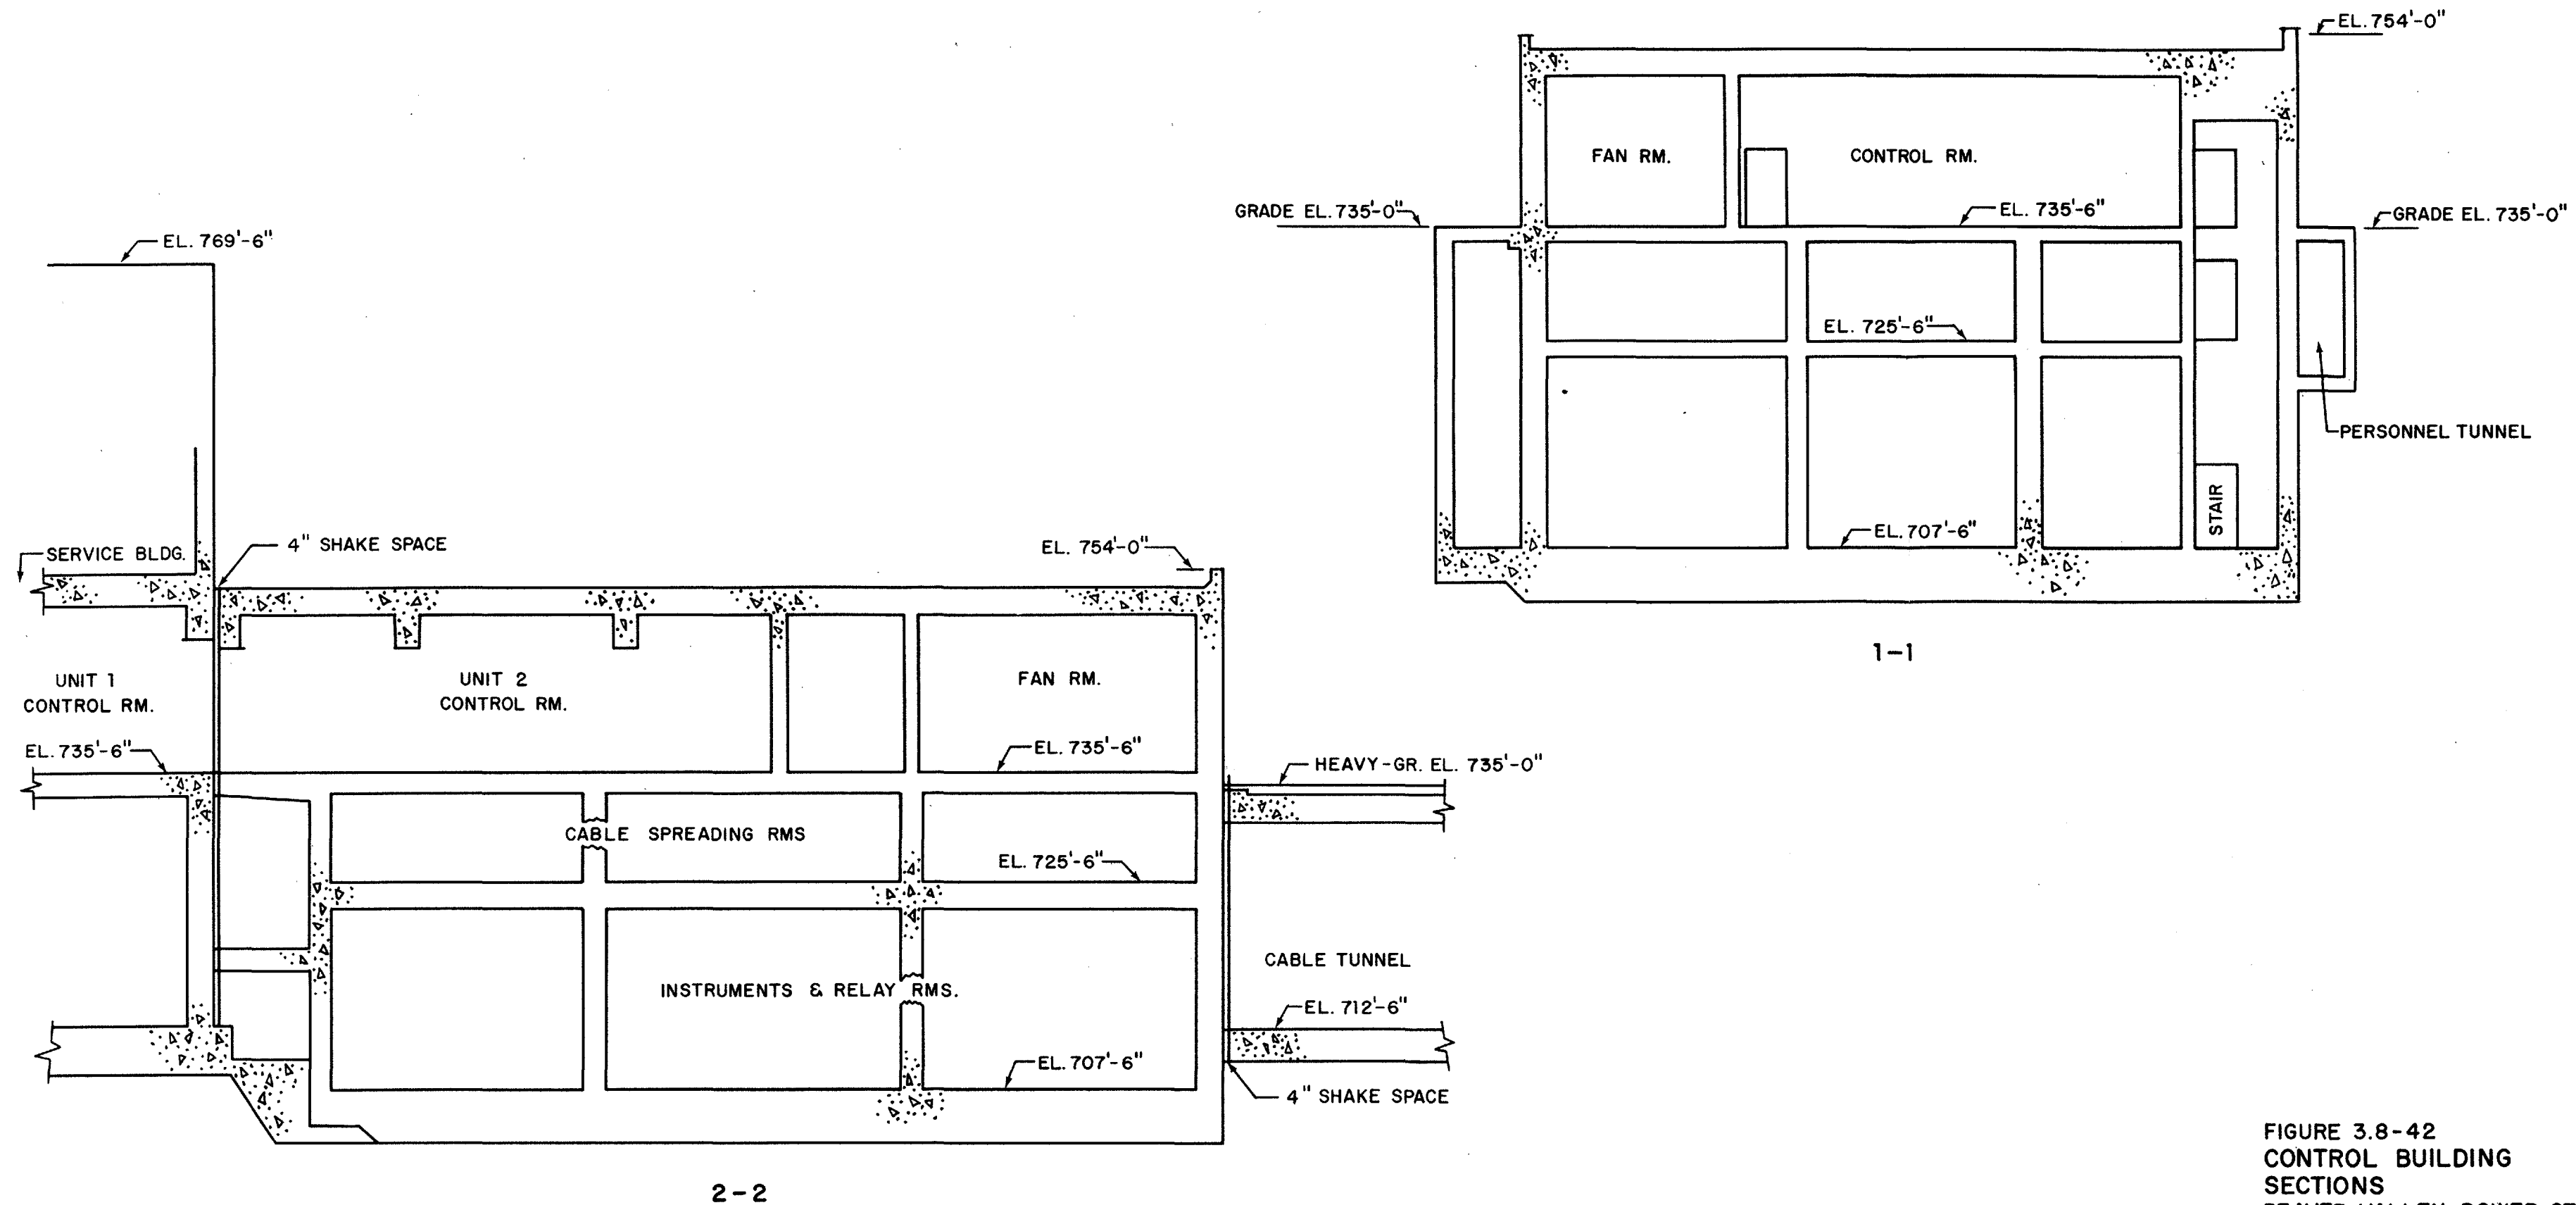 EL. 754'-0"
FAN RM.
CONTROL RM.
GRADE EL. 735'-0"
EL. 735'-6"
GRADE EL. 735'-0"
EL. 725'-6"
PERSONNEL TUNNEL
STAIR
EL. 707'-6"
1-1
EL. 769'-6"
SERVICE BLDG.
4" SHAKE SPACE
EL. 754'-0"
UNIT 1
CONTROL RM.
UNIT 2
CONTROL RM.
FAN RM.
EL. 735'-6"
EL. 735'-6"
HEAVY-GR. EL. 735'-0"
CABLE SPREADING RMS
EL. 725'-6"
CABLE TUNNEL
INSTRUMENTS & RELAY RMS.
EL. 712'-6"
EL. 707'-6"
4" SHAKE SPACE
2-2
FIGURE 3.8-42
CONTROL BUILDING
SECTIONS